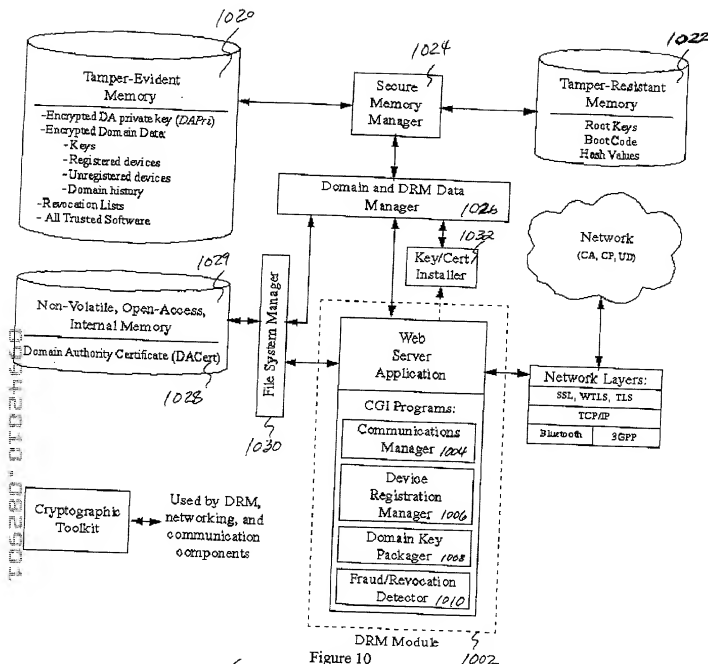 1020
1024
1022
Tamper-Evident
Memory
-Encrypted DA private key (DAPri)
-Encrypted Domain Data:
-Keys
-Registered devices
-Unregistered devices
-Domain history
-Revocation Lists
- All Trusted Software
Secure
Memory
Manager
Tamper-Resistant
Memory
Root Keys
Boot Code
Hash Values
Domain and DRM Data
Manager
1026
1032
Key/Cert
Installer
Network
(CA, CP, UD)
1029
Non-Volatile, Open-Access,
Internal Memory
Domain Authority Certificate (DACert)
1028
File System Manager
1030
Web
Server
Application
CGI Programs:
Communications
Manager 1004
Device
Registration
Manager 1006
Domain Key
Packager 1008
Fraud/Revocation
Detector 1010
Network Layers:
SSL, WTLS, TLS
TCP/IP
Bluetooth 3GPP
Cryptographic
Toolkit
Used by DRM,
networking, and
communication
components
DRM Module
1002
Figure 10
09942010.082901